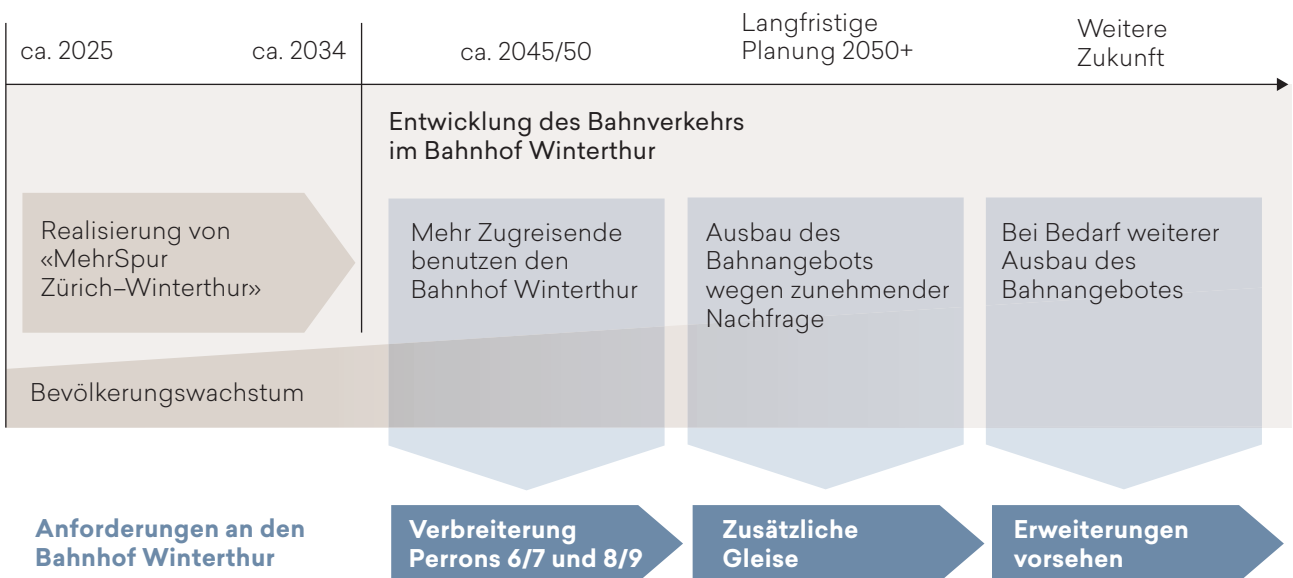 ca. 2025
ca. 2034
ca. 2045/50
Langfristige
Planung 2050+
Weitere
Zukunft
Entwicklung des Bahnverkehrs
im Bahnhof Winterthur
Realisierung von
«MehrSpur
Zürich–Winterthur»
Mehr Zugreisende
benutzen den
Bahnhof Winterthur
Ausbau des
Bahnangebots
wegen zunehmender
Nachfrage
Bei Bedarf weiterer
Ausbau des
Bahnangebotes
Bevölkerungswachstum
Anforderungen an den
Bahnhof Winterthur
Verbreiterung
Perrons 6/7 und 8/9
Zusätzliche
Gleise
Erweiterungen
vorsehen